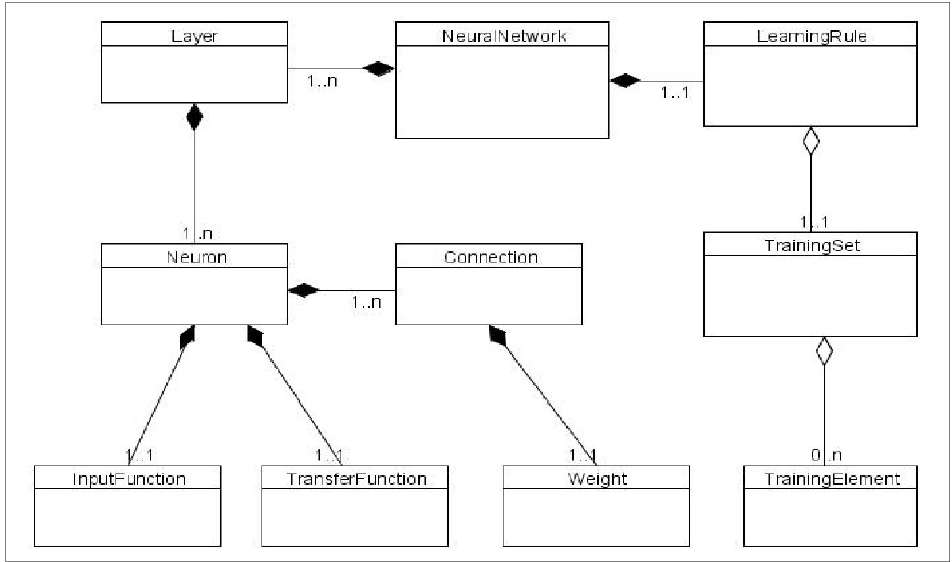 Layer
NeuralNetwork
LearningRule
1..n
1..1
1..n
1..1
Neuron
Connection
TrainingSet
1..n
1..1
1..1.
1..1
0..n
InputFunction
TransferFunction
Weight
TrainingElement